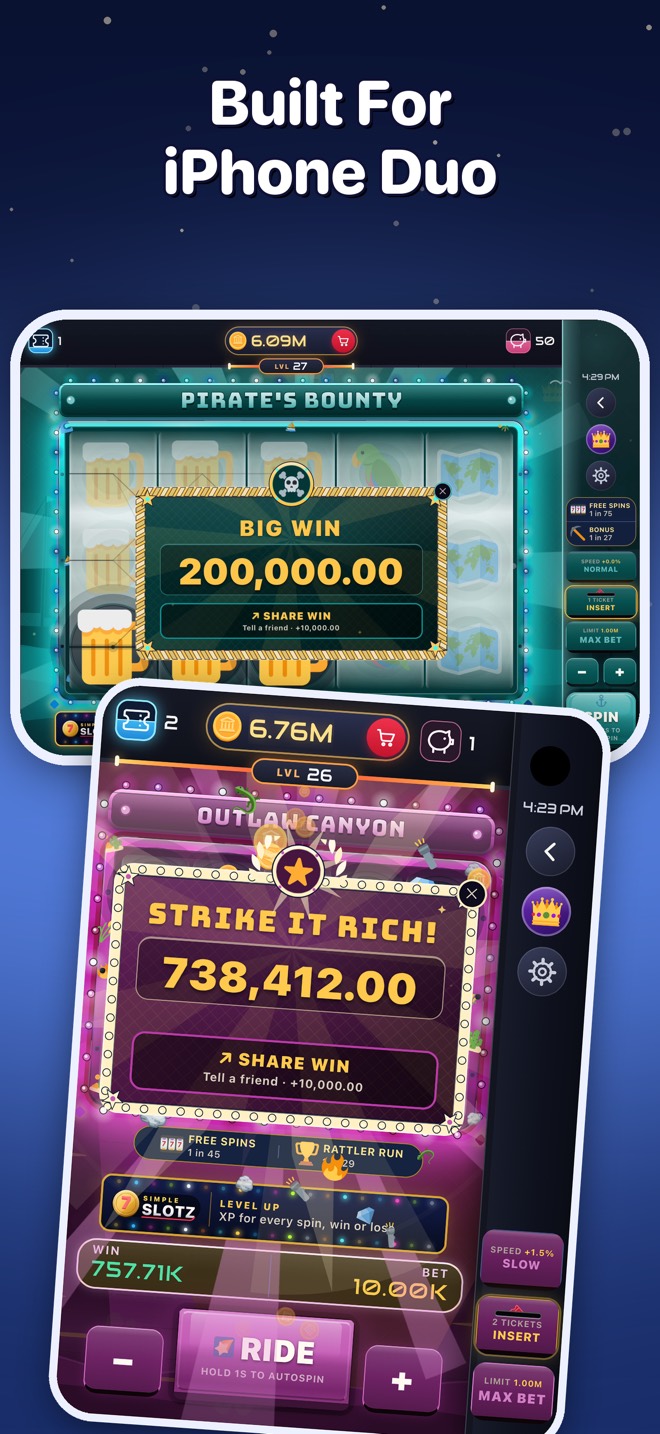 Built For
iPhone Duo
1
6.09M
50
LVL 27
4:29 PM
PIRATE'S BOUNTY
BIG WIN
200,000.00
↗ SHARE WIN
Tell a friend · +10,000.00
FREE SPINS
1 in 75
BONUS
1 in 27
SPEED +0.0%
NORMAL
1 TICKET
INSERT
LIMIT 1.00M
MAX BET
− +
2
6.76M
1
LVL 26
4:23 PM
OUTLAW CANYON
STRIKE IT RICH!
738,412.00
↗ SHARE WIN
Tell a friend · +10,000.00
FREE SPINS
1 in 45
RATTLER RUN
7 SIMPLE
SLOTZ
LEVEL UP
XP for every spin, win or loss
WIN
757.71K
BET
10.00K
SPEED +1.5%
SLOW
2 TICKETS
INSERT
LIMIT 1.00M
MAX BET
−
RIDE
HOLD 1S TO AUTOSPIN
+